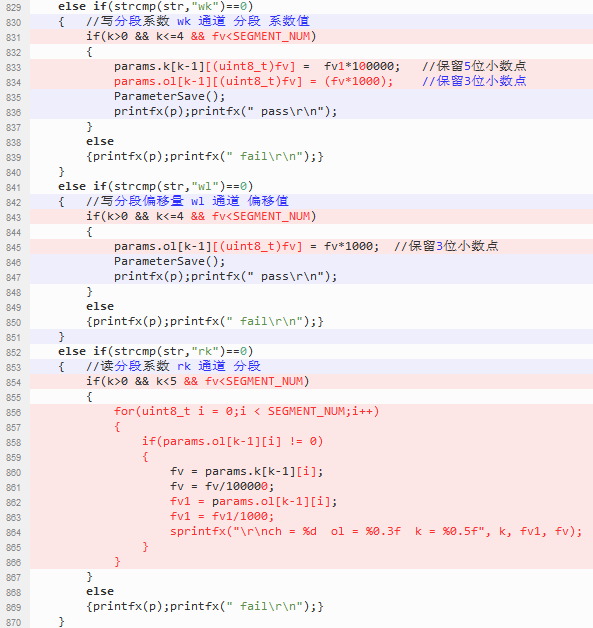 829 else if(strcmp(str,"wk")==0)
830 { //写分段系数 wk 通道 分段 系数值
831 if(k>0 && k<=4 && fv<SEGMENT_NUM)
832 {
833 params.k[k-1][(uint8_t)fv] = fv1*100000; //保留5位小数点
834 params.ol[k-1][(uint8_t)fv] = (fv*1000); //保留3位小数点
835 ParameterSave();
836 printfx(p);printfx(" pass\r\n");
837 }
838 else
839 {printfx(p);printfx(" fail\r\n");}
840 }
841 else if(strcmp(str,"wl")==0)
842 { //写分段偏移量 wl 通道 偏移值
843 if(k>0 && k<=4 && fv<SEGMENT_NUM)
844 {
845 params.ol[k-1][(uint8_t)fv] = fv*1000; //保留3位小数点
846 ParameterSave();
847 printfx(p);printfx(" pass\r\n");
848 }
849 else
850 {printfx(p);printfx(" fail\r\n");}
851 }
852 else if(strcmp(str,"rk")==0)
853 { //读分段系数 rk 通道 分段
854 if(k>0 && k<5 && fv<SEGMENT_NUM)
855 {
856 for(uint8_t i = 0;i < SEGMENT_NUM;i++)
857 {
858 if(params.ol[k-1][i] != 0)
859 {
860 fv = params.k[k-1][i];
861 fv = fv/100000;
862 fv1 = params.ol[k-1][i];
863 fv1 = fv1/1000;
864 sprintfx("\r\nch = %d ol = %0.3f k = %0.5f", k, fv1, fv);
865 }
866 }
867 }
868 else
869 {printfx(p);printfx(" fail\r\n");}
870 }